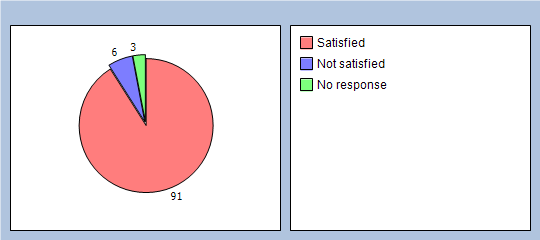 6
3
91
Satisfied
Not satisfied
No response